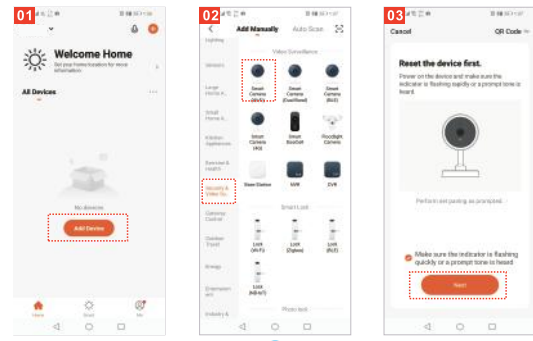 01
Welcome Home
Set your home location for more
information
All Devices
No devices
Add Device
Home
Smart
Me
02
Add Manually
Auto Scan
Lighting
Video Surveillance
Sensors
Large
Home A...
Smart
Camera
(Wi-Fi)
Smart
Camera
(Dual Band)
Smart
Camera
(BLE)
Small
Home A...
Kitchen
Appliances
Smart
Camera
(4G)
Smart
Doorbell
Floodlight
Camera
Exercise &
Health
Security &
Video Su...
Base Station
NVR
DVR
Gateway
Control
Smart Lock
Outdoor
Travel
Lock
(Wi-Fi)
Lock
(Zigbee)
Lock
(BLE)
Energy
Entertainm
ent
Lock
(NB-IoT)
Industry &
Photo lock
03
Cancel
QR Code
Reset the device first.
Power on the device and make sure the
indicator is flashing rapidly or a prompt tone is
heard.
Perform net pairing as prompted.
Make sure the indicator is flashing
quickly or a prompt tone is heard
Next